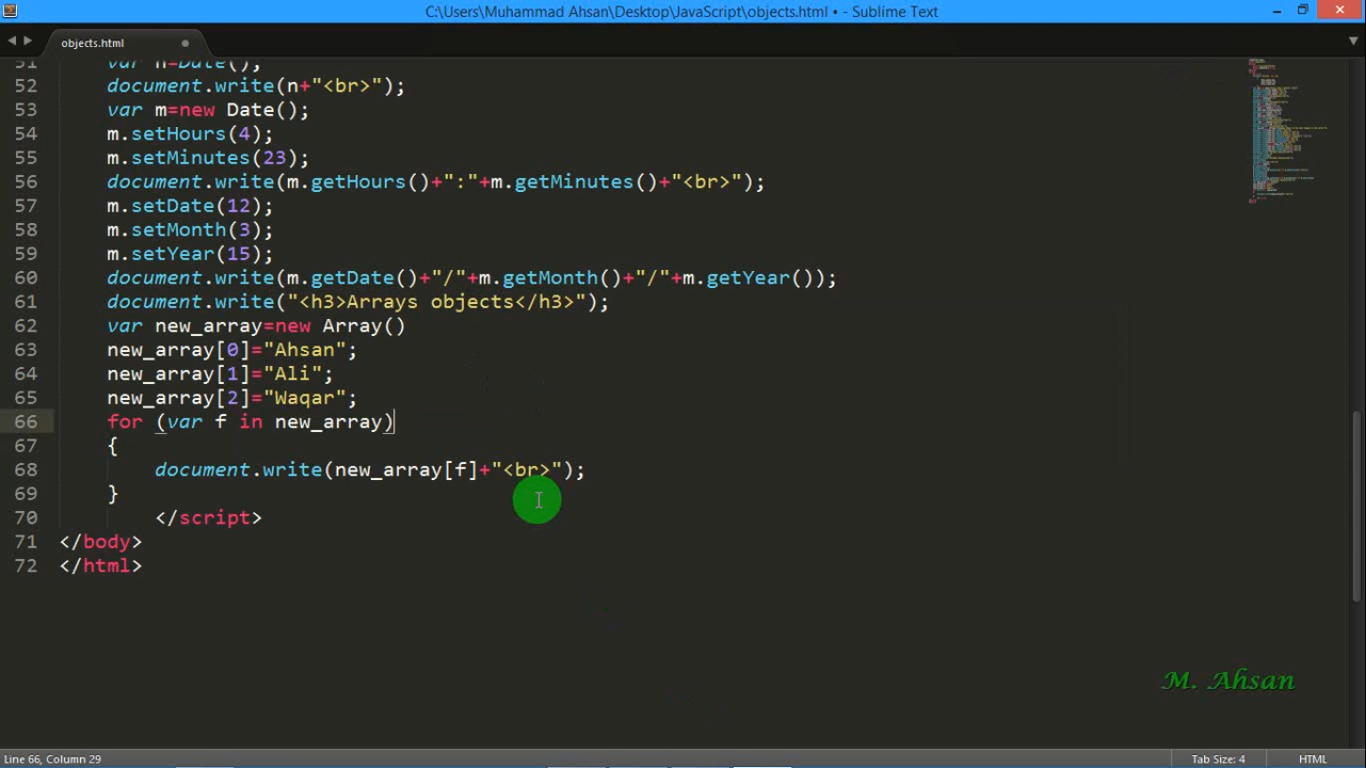 C:\Users\Muhammad Ahsan\Desktop\JavaScript\objects.html • - Sublime Text
objects.html
51 var n=Date();
52 document.write(n+"<br>");
53 var m=new Date();
54 m.setHours(4);
55 m.setMinutes(23);
56 document.write(m.getHours()+":"+m.getMinutes()+"<br>");
57 m.setDate(12);
58 m.setMonth(3);
59 m.setYear(15);
60 document.write(m.getDate()+"/"+m.getMonth()+"/"+m.getYear());
61 document.write("<h3>Arrays objects</h3>");
62 var new_array=new Array()
63 new_array[0]="Ahsan";
64 new_array[1]="Ali";
65 new_array[2]="Waqar";
66 for (var f in new_array)
67 {
68 document.write(new_array[f]+"<br>");
69 }
70 </script>
71 </body>
72 </html>
M. Ahsan
Line 66, Column 29 Tab Size: 4 HTML